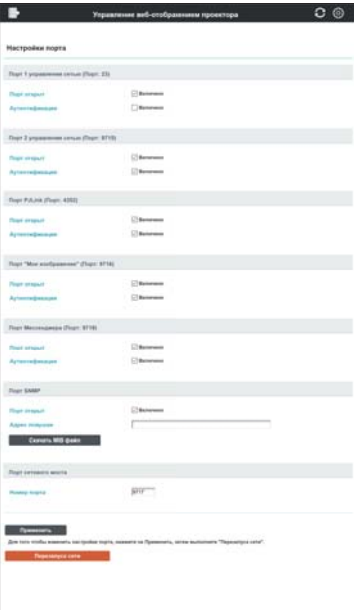 Управление веб-отображением проектора
Настройки порта
Порт 1 управления сетью (Порт: 23)
Порт открыт Включено
Аутентификация Включено
Порт 2 управления сетью (Порт: 9715)
Порт открыт Включено
Аутентификация Включено
Порт PJLink (Порт: 4352)
Порт открыт Включено
Аутентификация Включено
Порт "Мое изображение" (Порт: 9716)
Порт открыт Включено
Аутентификация Включено
Порт Мессенджера (Порт: 9719)
Порт открыт Включено
Аутентификация Включено
Порт SNMP
Порт открыт Включено
Адрес ловушки
Скачать MIB файл
Порт сетевого моста
Номер порта 9717
Применить
Для того чтобы изменить настройки порта, нажмите на Применить, затем выполните "Перезапуск сети".
Перезапуск сети